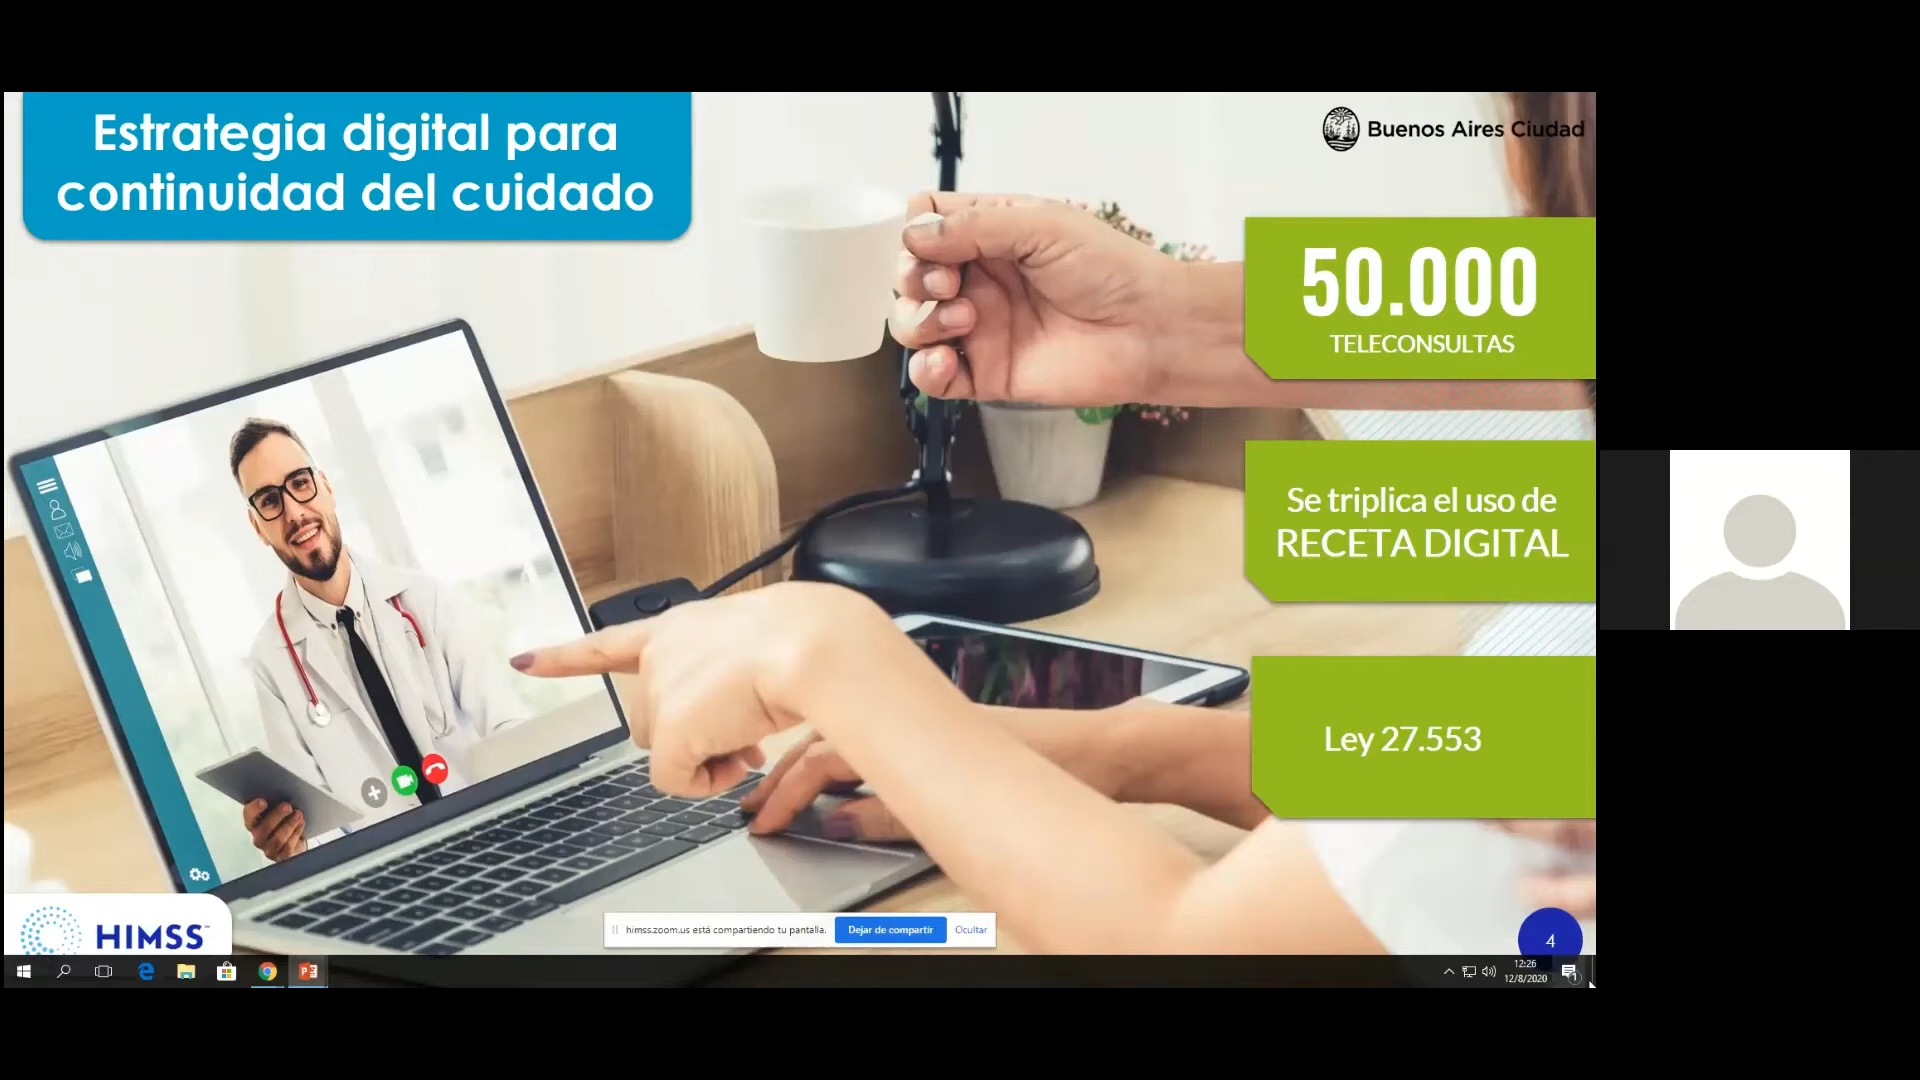 Estrategia digital para
continuidad del cuidado
Buenos Aires Ciudad
50.000
TELECONSULTAS
Se triplica el uso de
RECETA DIGITAL
Ley 27.553
HIMSS
himss.zoom.us está compartiendo tu pantalla.
Dejar de compartir
Ocultar
4
12:26
12/8/2020
1